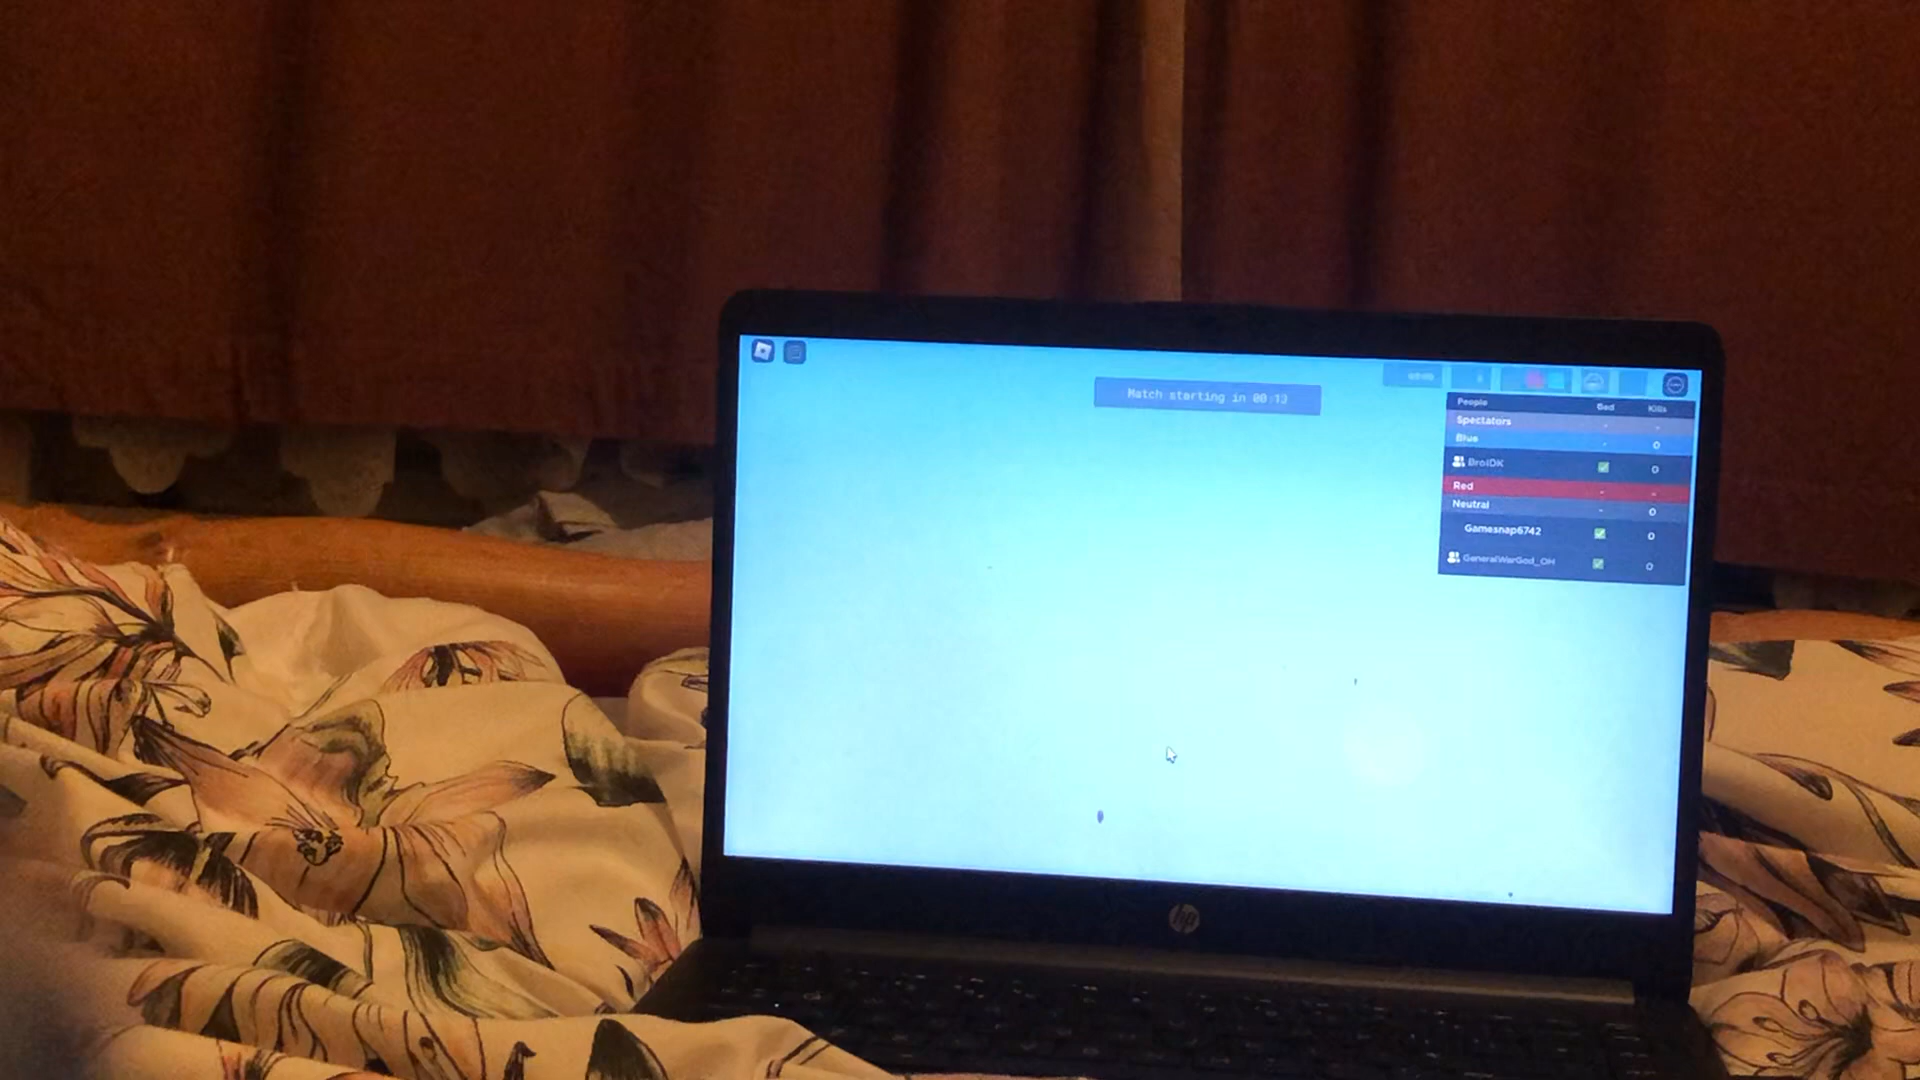 Match starting in 00:13
People Bed Kills
Spectators - -
Blue - 0
BroIDK ✅ 0
Red - -
Neutral - 0
Gamesnap6742 ✅ 0
GeneralWarGod_OH ✅ 0
hp